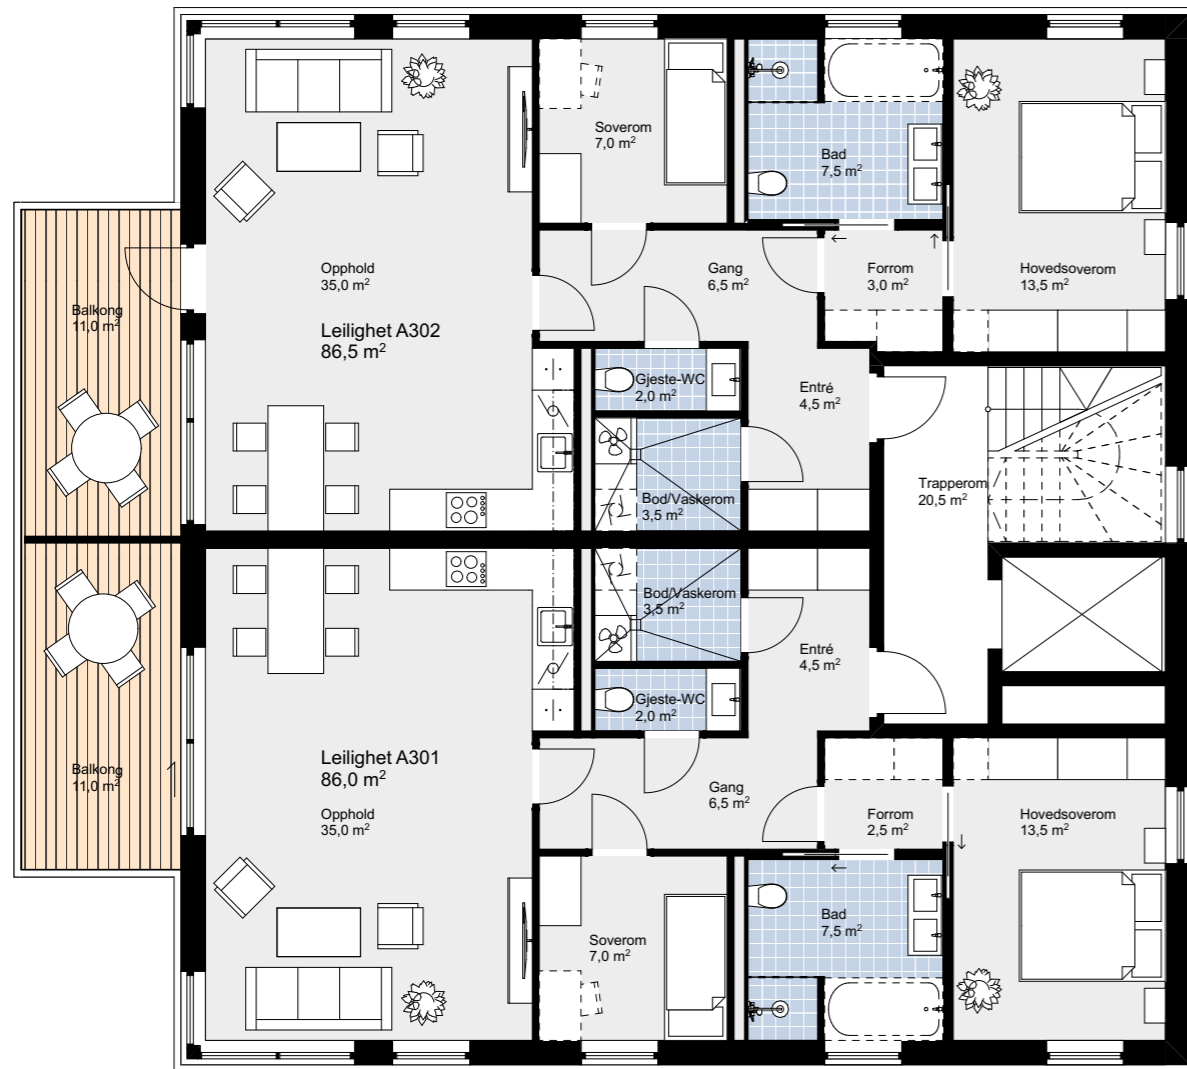 Soverom
7,0 m²
Bad
7,5 m²
Opphold
35,0 m²
Gang
6,5 m²
Forrom
3,0 m²
Hovedsoverom
13,5 m²
Balkong
11,0 m²
Leilighet A302
86,5 m²
Gjeste-WC
2,0 m²
Entré
4,5 m²
Bod/Vaskerom
3,5 m²
Trapperom
20,5 m²
Bod/Vaskerom
3,5 m²
Entré
4,5 m²
Gjeste-WC
2,0 m²
Leilighet A301
86,0 m²
Balkong
11,0 m²
Opphold
35,0 m²
Gang
6,5 m²
Forrom
2,5 m²
Hovedsoverom
13,5 m²
Soverom
7,0 m²
Bad
7,5 m²